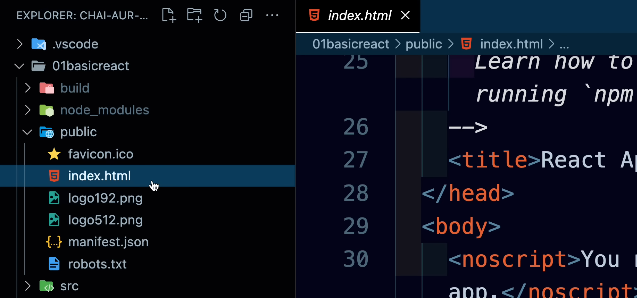 EXPLORER: CHAI-AUR-...
.vscode
01basicreact
build
node_modules
public
favicon.ico
index.html
logo192.png
logo512.png
manifest.json
robots.txt
src
index.html
01basicreact > public > index.html > ...
25 Learn how to
running `npm
26 -->
27 <title>React Ap
28 </head>
29 <body>
30 <noscript>You
app.</noscript